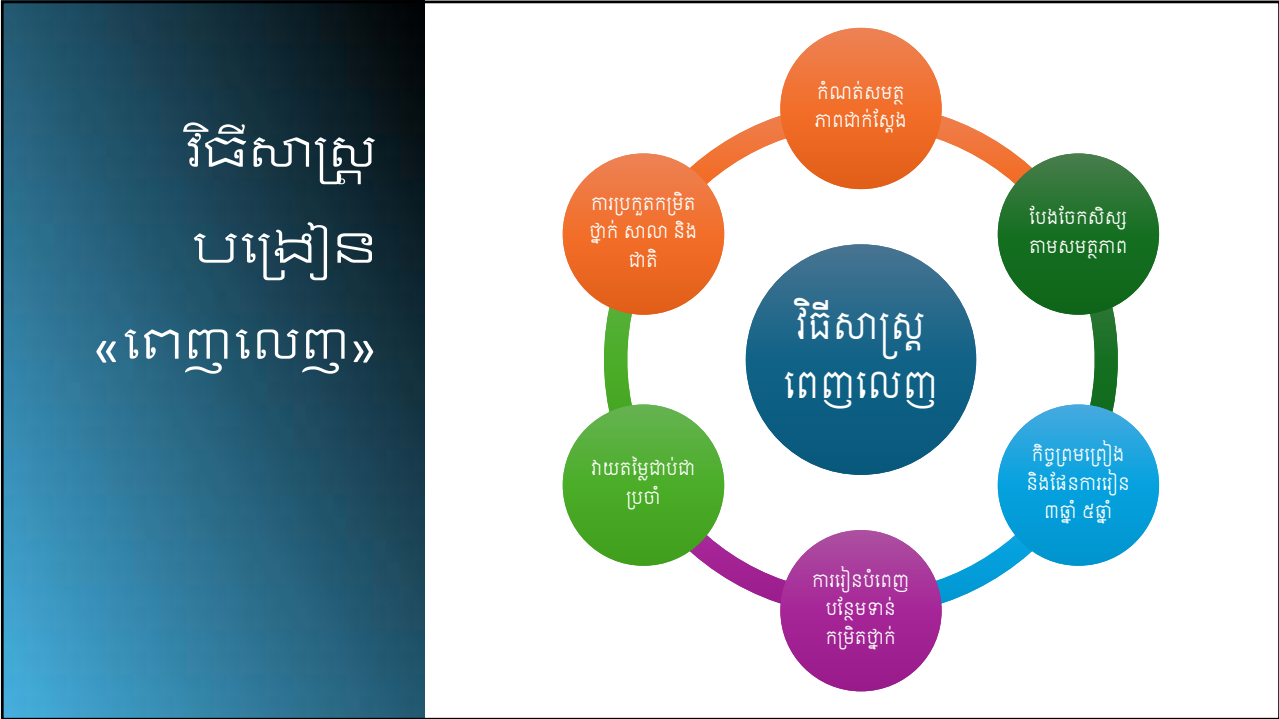 វិធីសាស្ត្រ
បង្រៀន
«ពេញលេញ»
កំណត់សមត្ថ
ភាពជាក់ស្តែង
បែងចែកសិស្ស
តាមសមត្ថភាព
កិច្ចព្រមព្រៀង
និងផែនការរៀន
៣ឆ្នាំ ៥ឆ្នាំ
ការរៀនបំពេញ
បន្ថែមទាន់
កម្រិតថ្នាក់
វាយតម្លៃជាប់ជា
ប្រចាំ
ការប្រកួតកម្រិត
ថ្នាក់ សាលា និង
ជាតិ
វិធីសាស្ត្រ
ពេញលេញ